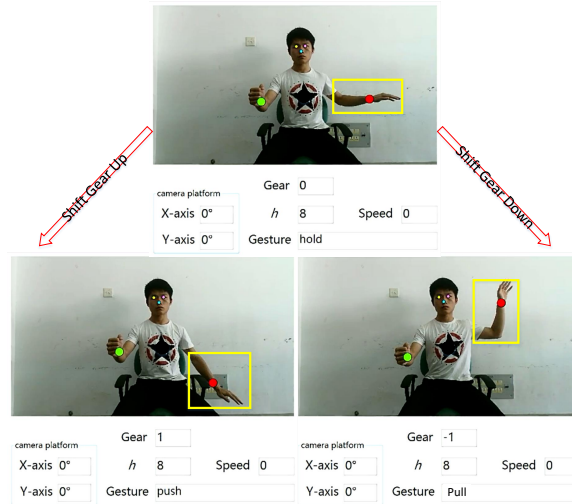 Shift Gear Up
Shift Gear Down
Gear 0
camera platform
X-axis 0° h 8 Speed 0
Y-axis 0° Gesture hold
Gear 1
camera platform
X-axis 0° h 8 Speed 0
Y-axis 0° Gesture push
Gear -1
camera platform
X-axis 0° h 8 Speed 0
Y-axis 0° Gesture Pull